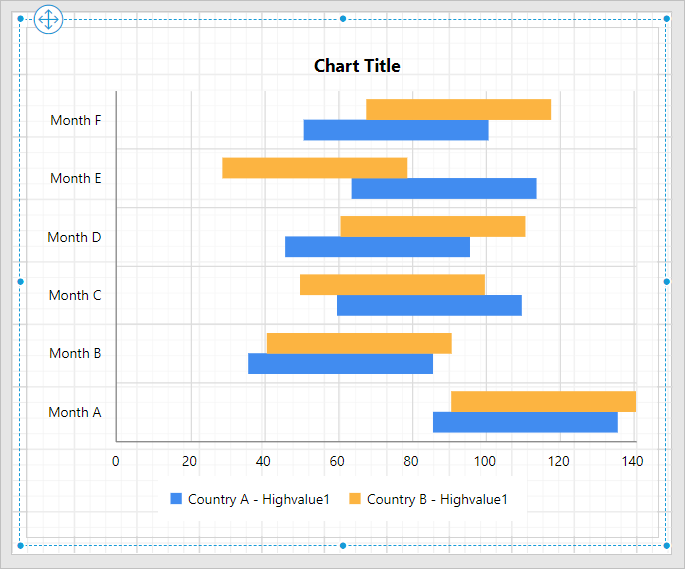 Chart Title
Month F
Month E
Month D
Month C
Month B
Month A
0 20 40 60 80 100 120 140
Country A - Highvalue1 Country B - Highvalue1